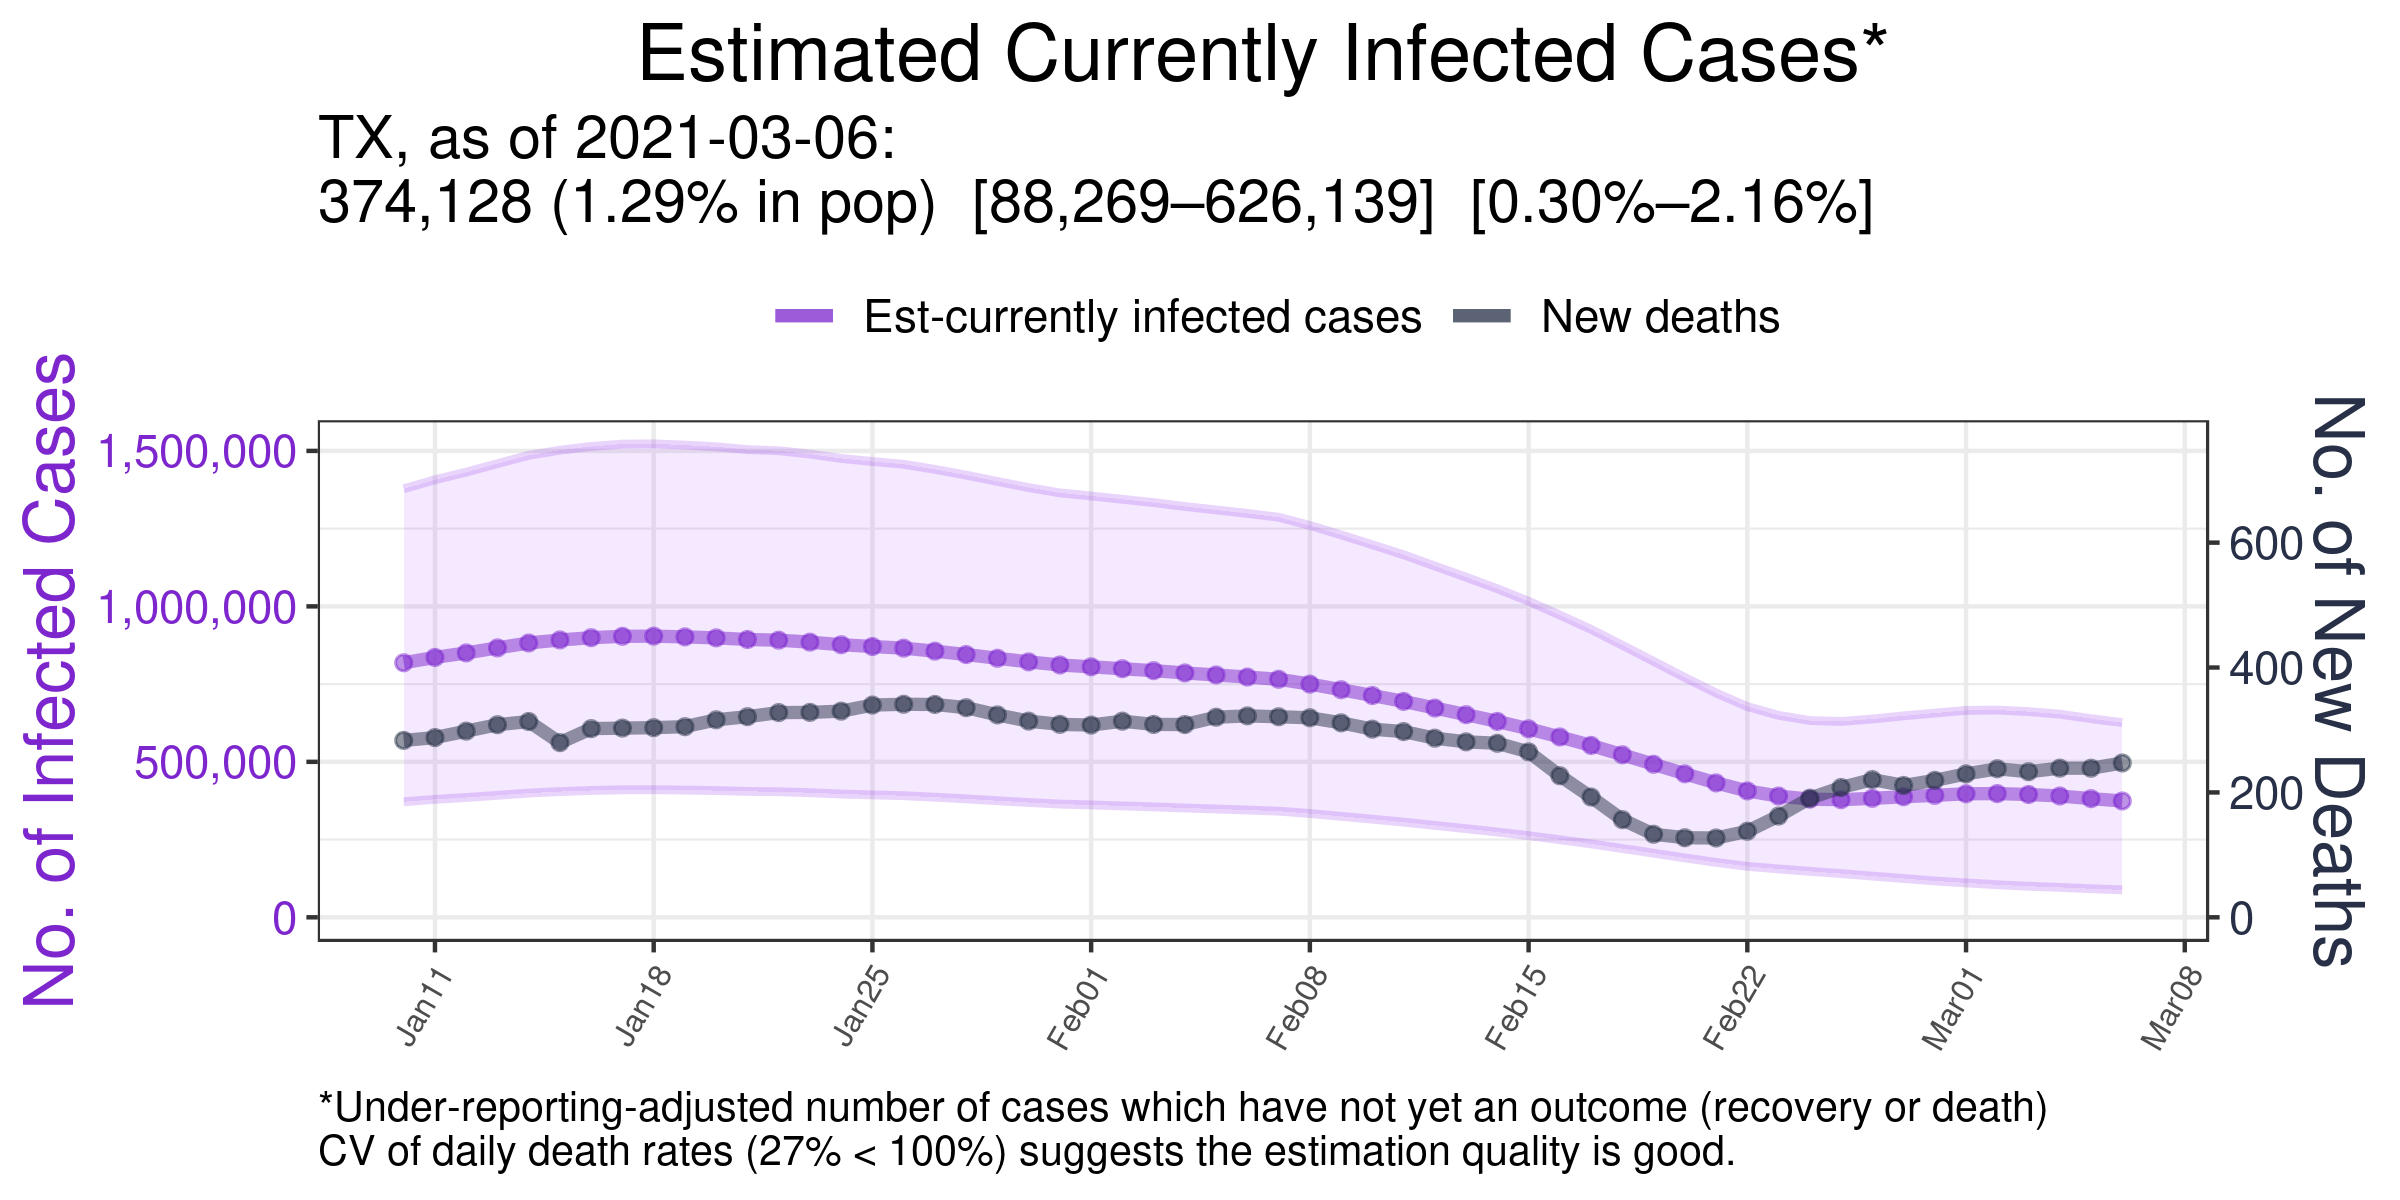 Estimated Currently Infected Cases*
TX, as of 2021-03-06:
374,128 (1.29% in pop)  [88,269–626,139]  [0.30%–2.16%]
Est-currently infected cases
New deaths
No. of Infected Cases
1,500,000
1,000,000
500,000
0
No. of New Deaths
600
400
200
0
Jan11
Jan18
Jan25
Feb01
Feb08
Feb15
Feb22
Mar01
Mar08
*Under-reporting-adjusted number of cases which have not yet an outcome (recovery or death)
CV of daily death rates (27% < 100%) suggests the estimation quality is good.